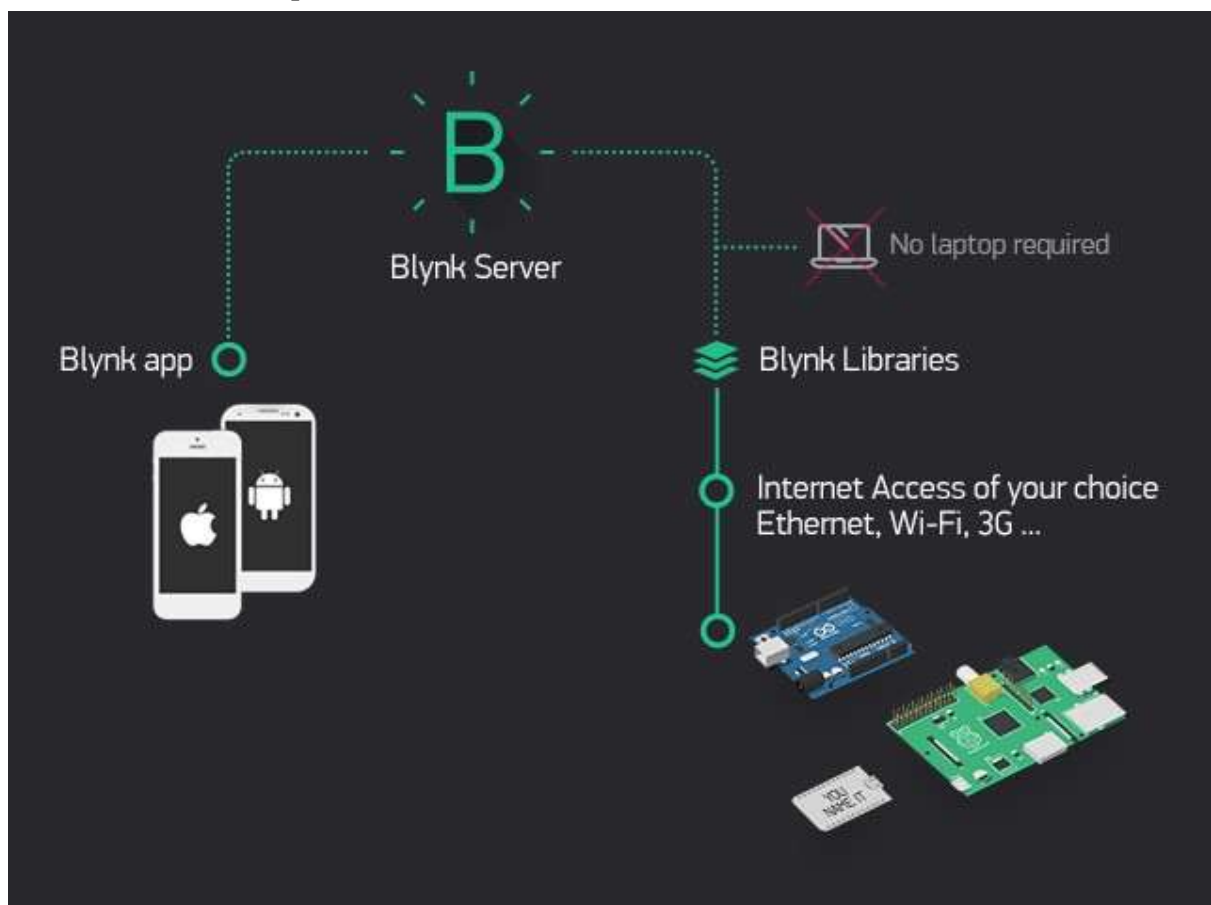 B
Blynk Server
No laptop required
Blynk app
Blynk Libraries
Internet Access of your choice
Ethernet, Wi-Fi, 3G ...
YOU
NAME IT